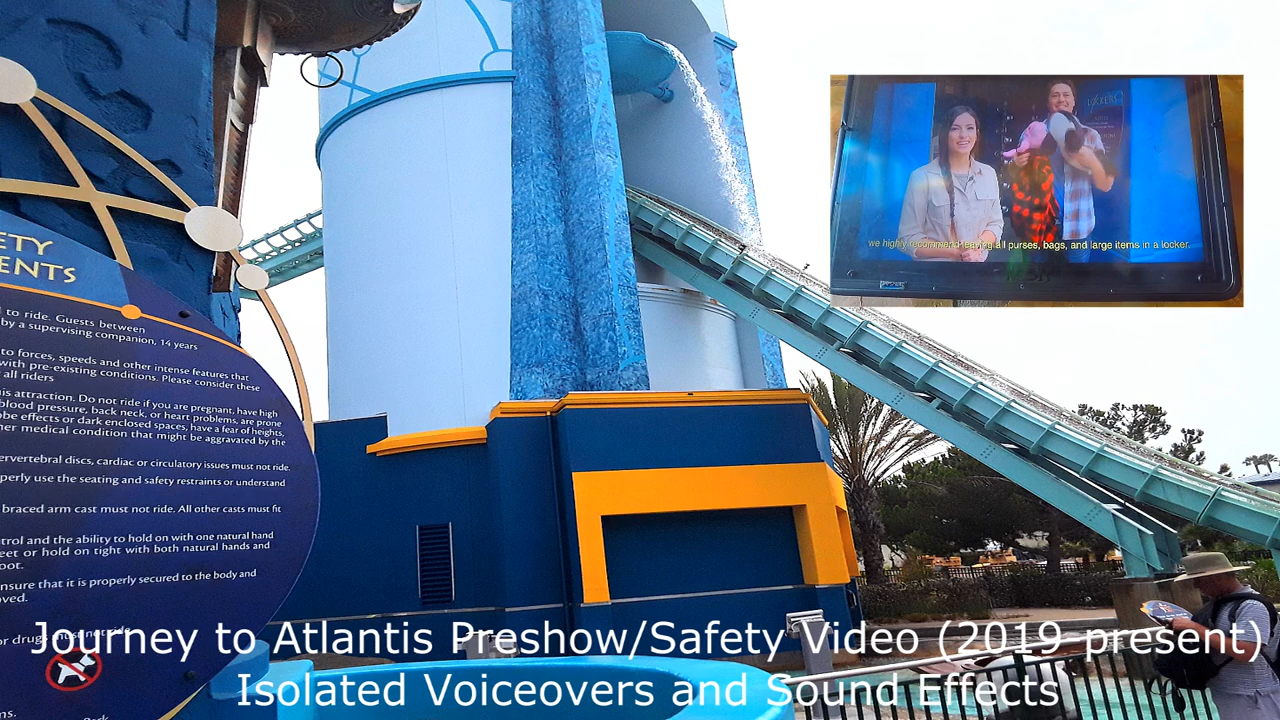 ETY
ENTS
to ride. Guests between
by a supervising companion, 14 years
to forces, speeds and other intense features that
with pre-existing conditions. Please consider these
all riders
is attraction. Do not ride if you are pregnant, have high
blood pressure, back neck, or heart problems, are prone
obe effects or dark enclosed spaces, have a fear of heights,
her medical condition that might be aggravated by the
ervertebral discs, cardiac or circulatory issues must not ride.
perly use the seating and safety restraints or understand
braced arm cast must not ride. All other casts must fit
trol and the ability to hold on with one natural hand
eet or hold on tight with both natural hands and
oot.
nsure that it is properly secured to the body and
oved.
or drugs must not ride
ms.
Park
LOCKERS
we highly recommend leaving all purses, bags, and large items in a locker.
Journey to Atlantis Preshow/Safety Video (2019-present)
Isolated Voiceovers and Sound Effects